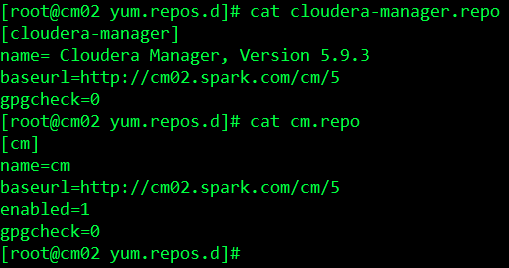 [root@cm02 yum.repos.d]# cat cloudera-manager.repo
[cloudera-manager]
name= Cloudera Manager, Version 5.9.3
baseurl=http://cm02.spark.com/cm/5
gpgcheck=0
[root@cm02 yum.repos.d]# cat cm.repo
[cm]
name=cm
baseurl=http://cm02.spark.com/cm/5
enabled=1
gpgcheck=0
[root@cm02 yum.repos.d]#